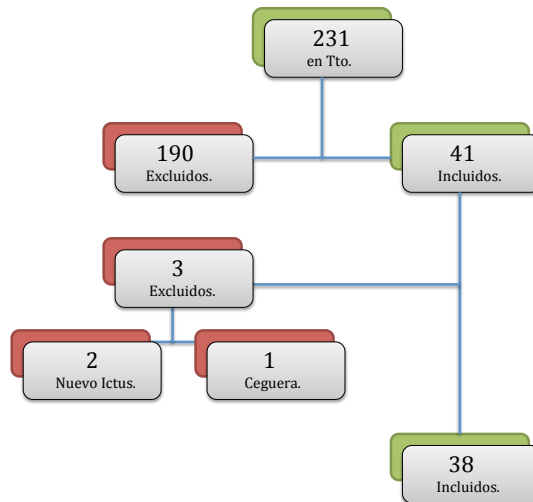 231
en Tto.
190
Excluidos.
41
Incluidos.
3
Excluidos.
2
Nuevo Ictus.
1
Ceguera.
38
Incluidos.